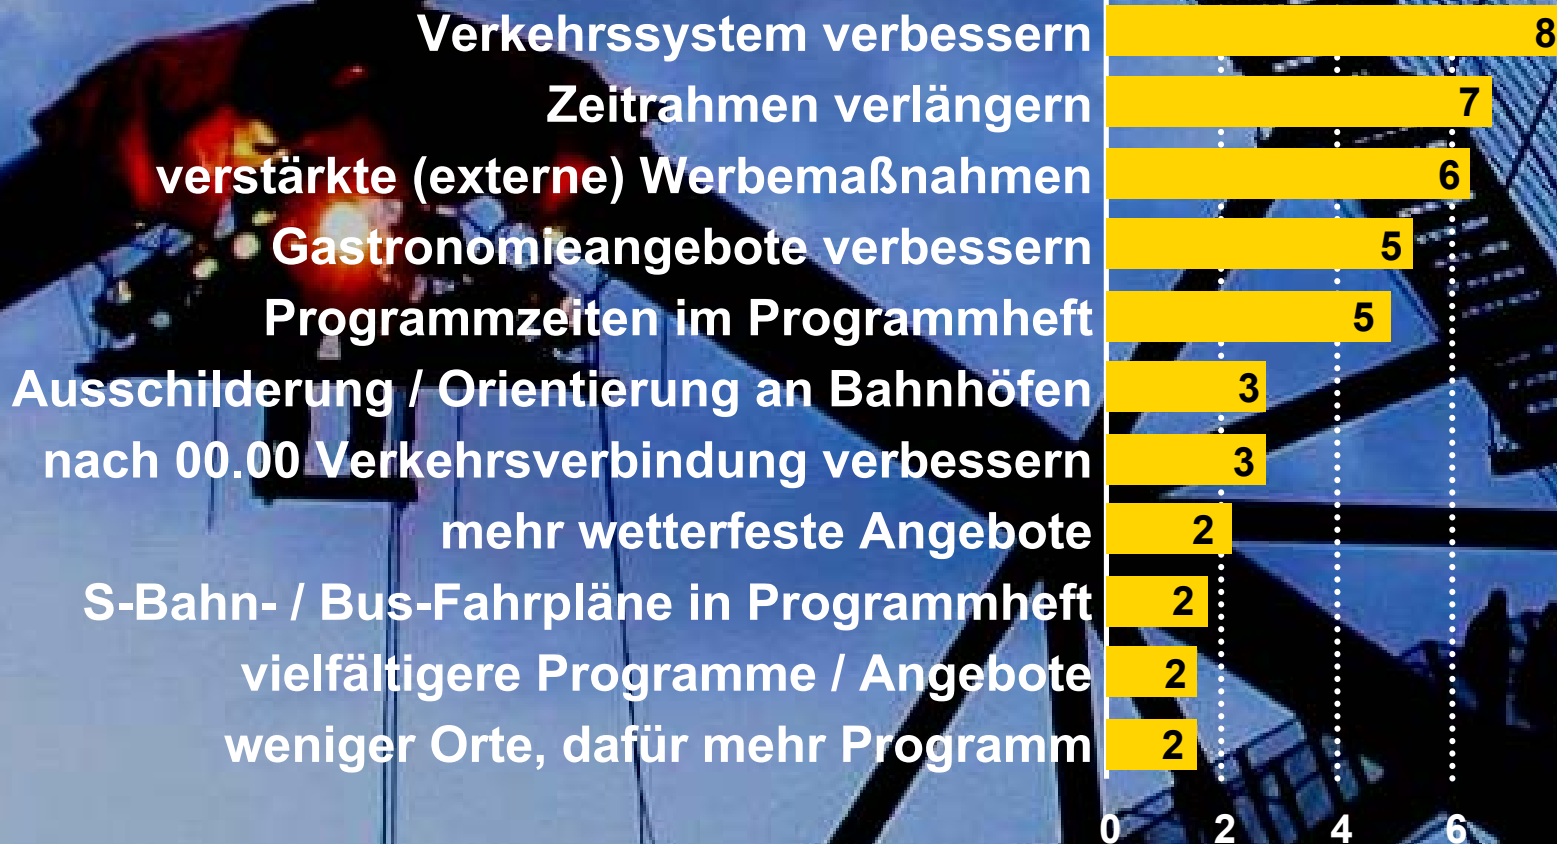 Verkehrssystem verbessern 8
Zeitrahmen verlängern 7
verstärkte (externe) Werbemaßnahmen 6
Gastronomieangebote verbessern 5
Programmzeiten im Programmheft 5
Ausschilderung / Orientierung an Bahnhöfen 3
nach 00.00 Verkehrsverbindung verbessern 3
mehr wetterfeste Angebote 2
S-Bahn- / Bus-Fahrpläne in Programmheft 2
vielfältigere Programme / Angebote 2
weniger Orte, dafür mehr Programm 2
0 2 4 6